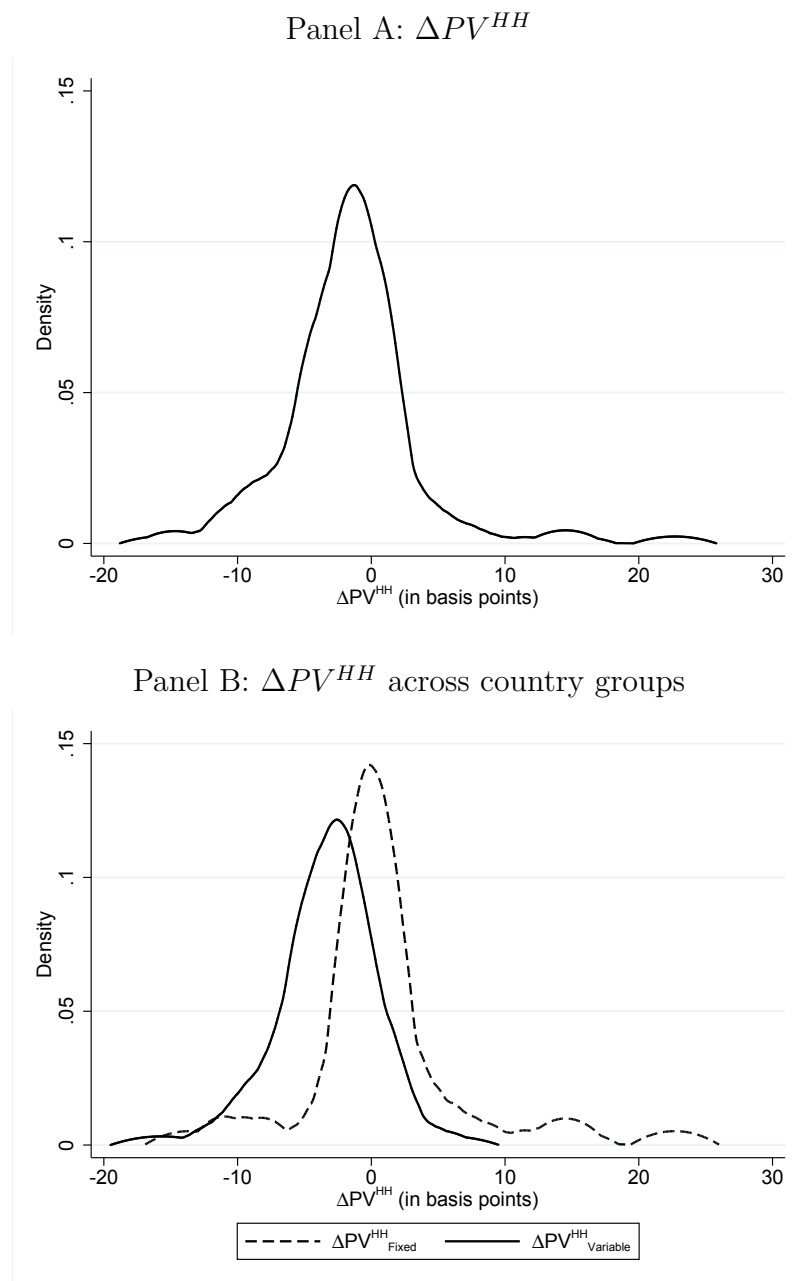 Panel A: ΔPV^HH
.15
.1
.05
0
Density
-20 -10 0 10 20 30
ΔPV^HH (in basis points)
Panel B: ΔPV^HH across country groups
.15
.1
.05
0
Density
-20 -10 0 10 20 30
ΔPV^HH (in basis points)
ΔPV^HH_Fixed ΔPV^HH_Variable